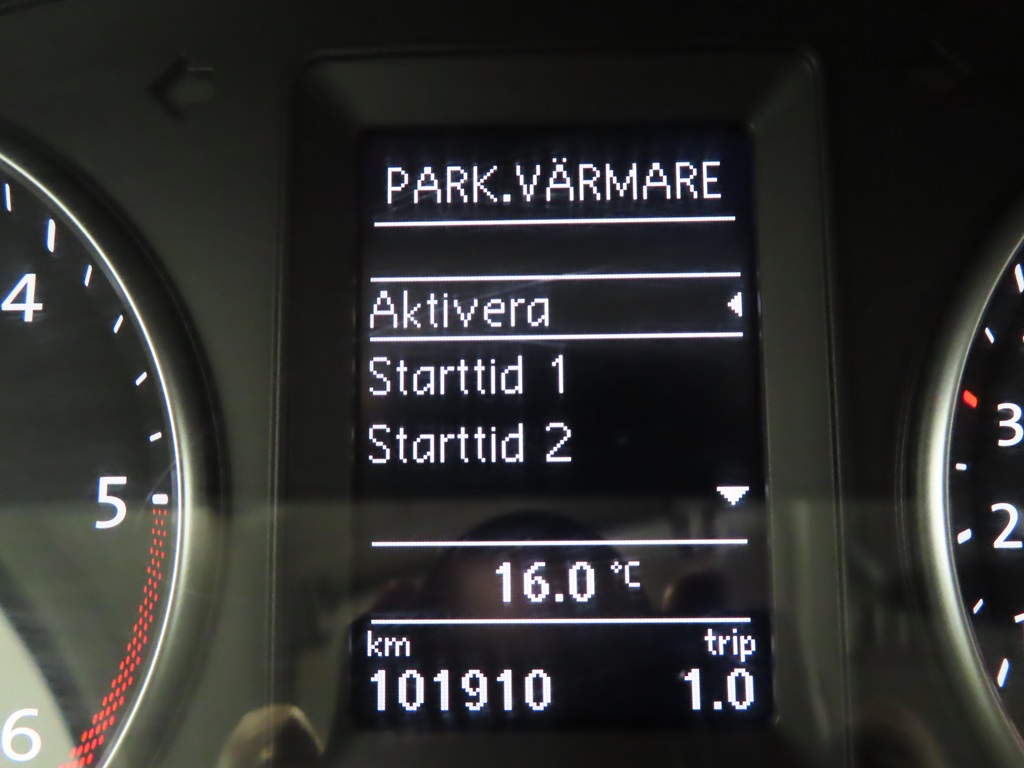 PARK.VÄRMARE
Aktivera
Starttid 1
Starttid 2
16.0 °C
km trip
101910 1.0
4
5
6
3
2